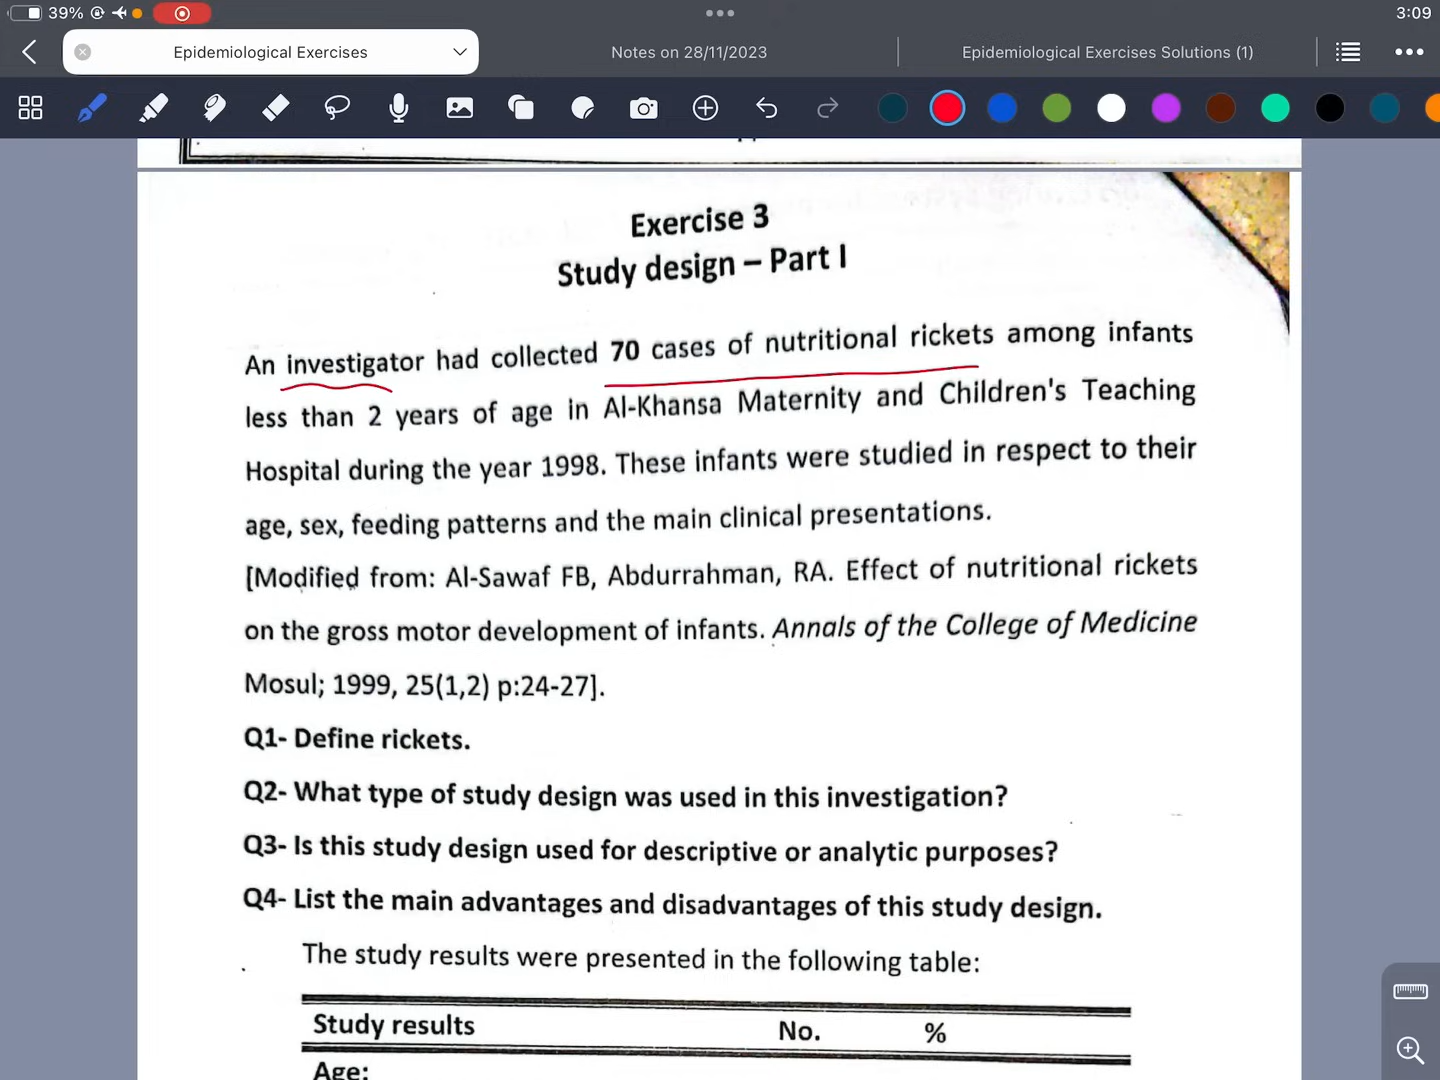 39%
3:09
Epidemiological Exercises
Notes on 28/11/2023
Epidemiological Exercises Solutions (1)
Exercise 3
Study design – Part I
An investigator had collected 70 cases of nutritional rickets among infants
less than 2 years of age in Al-Khansa Maternity and Children's Teaching
Hospital during the year 1998. These infants were studied in respect to their
age, sex, feeding patterns and the main clinical presentations.
[Modified from: Al-Sawaf FB, Abdurrahman, RA. Effect of nutritional rickets
on the gross motor development of infants. Annals of the College of Medicine
Mosul; 1999, 25(1,2) p:24-27].
Q1- Define rickets.
Q2- What type of study design was used in this investigation?
Q3- Is this study design used for descriptive or analytic purposes?
Q4- List the main advantages and disadvantages of this study design.
The study results were presented in the following table:
Study results No. %
Age: